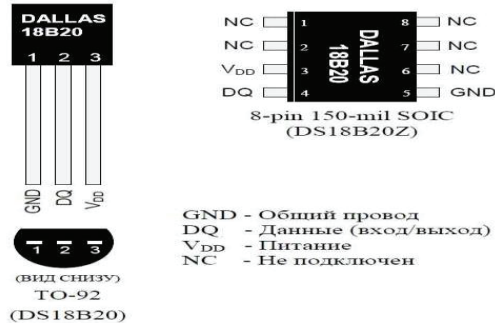 DALLAS
18B20
1 2 3
GND DQ VDD
1 2 3
(ВИД СНИЗУ)
TO-92
(DS18B20)
NC 1 8 NC
NC 2 7 NC
VDD 3 6 NC
DQ 4 5 GND
DALLAS
18B20
8-pin 150-mil SOIC
(DS18B20Z)
GND - Общий провод
DQ - Данные (вход/выход)
VDD - Питание
NC - Не подключен